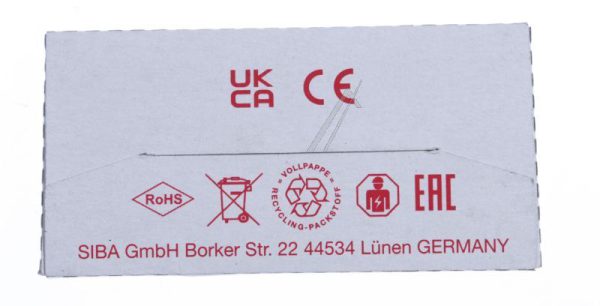 UK
CA
CE
RoHS
= VOLLPAPPE =
RECYCLING-PACKSTOFF
EAC
SIBA GmbH Borker Str. 22 44534 Lünen GERMANY